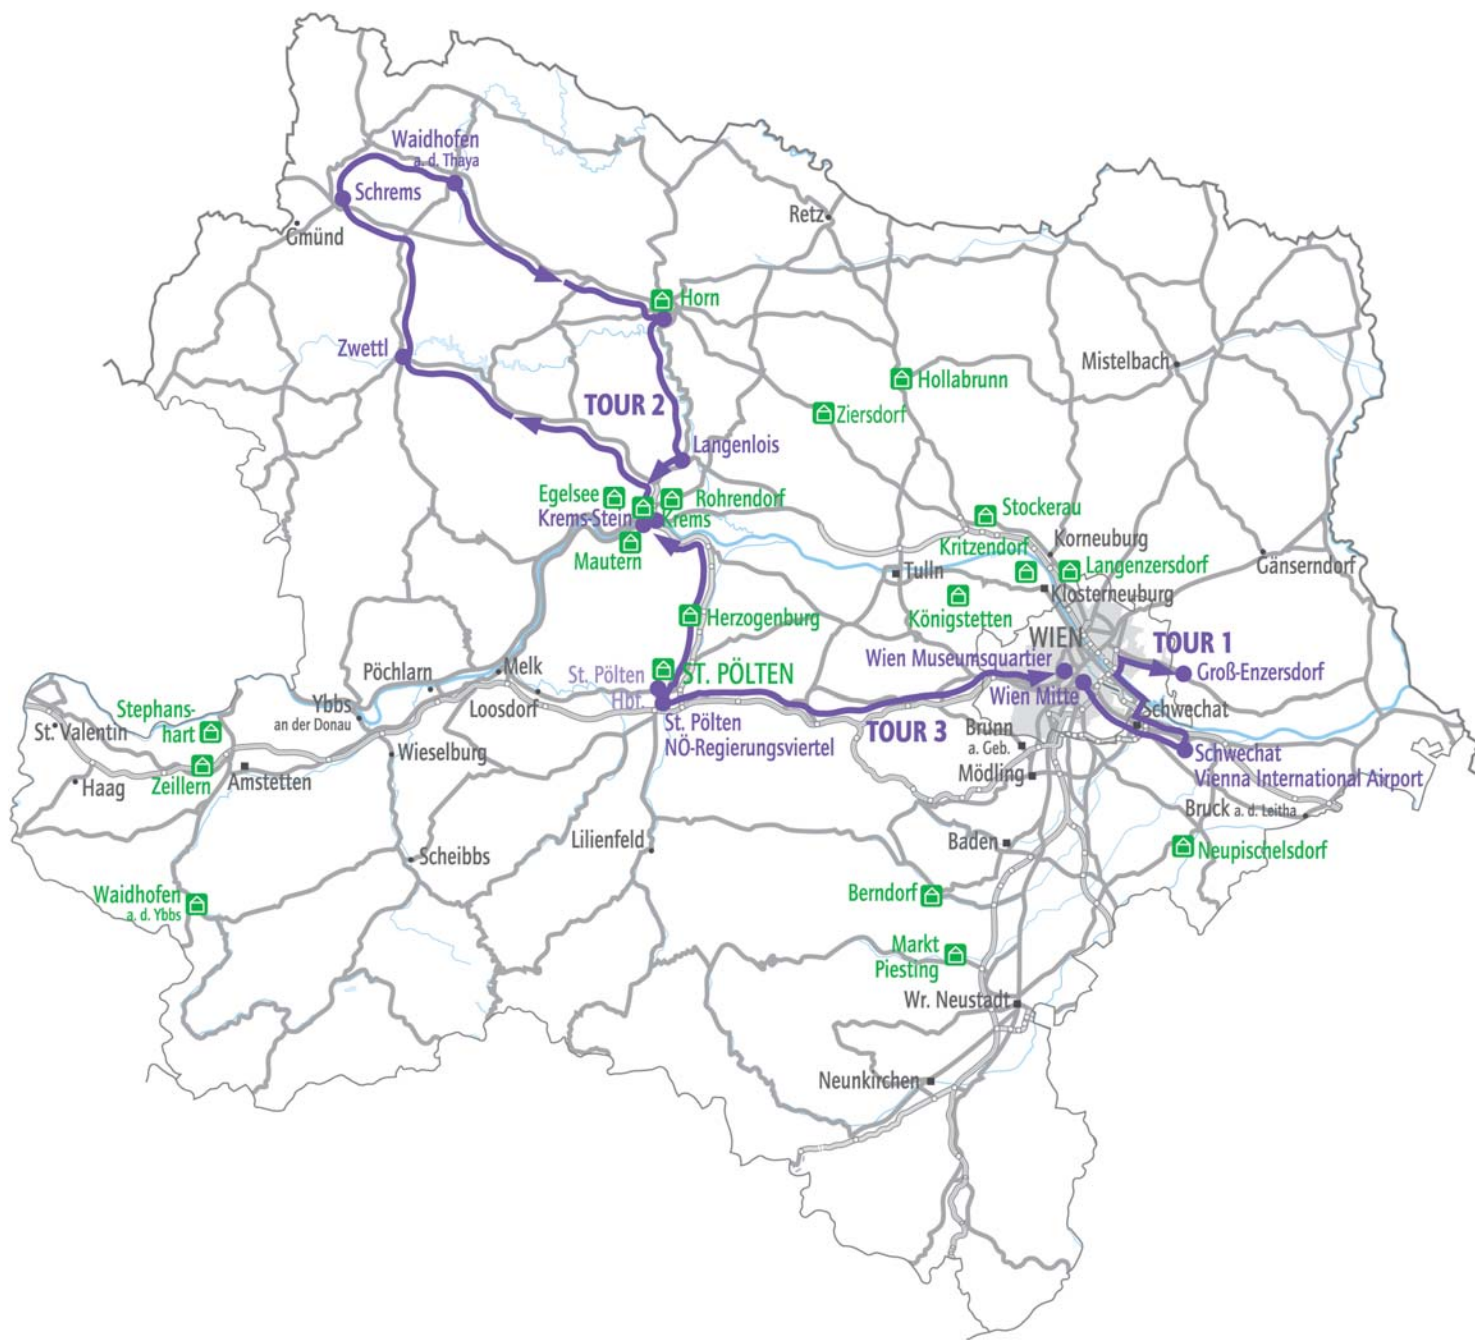 Waidhofen
a. d. Thaya
Schrems
Gmünd
Retz
Horn
Zwettl
Mistelbach
Hollabrunn
TOUR 2
Ziersdorf
Langenlois
Egelsee
Rohrendorf
Krems-Stein
Krems
Stockerau
Mautern
Kritzendorf
Korneuburg
Langenzersdorf
Gänserndorf
Tulln
Klosterneuburg
Königstetten
Herzogenburg
WIEN
TOUR 1
Wien Museumsquartier
Groß-Enzersdorf
Melk
St. Pölten
Hbf.
ST. PÖLTEN
Pöchlarn
Wien Mitte
Ybbs
an der Donau
Loosdorf
Stephans-
hart
St. Valentin
St. Pölten
NÖ-Regierungsviertel
TOUR 3
Schwechat
Brunn
a. Geb.
Wieselburg
Schwechat
Vienna International Airport
Zeillern
Haag
Amstetten
Mödling
Bruck a. d. Leitha
Lilienfeld
Baden
Neupischelsdorf
Scheibbs
Waidhofen
a. d. Ybbs
Berndorf
Markt
Piesting
Wr. Neustadt
Neunkirchen